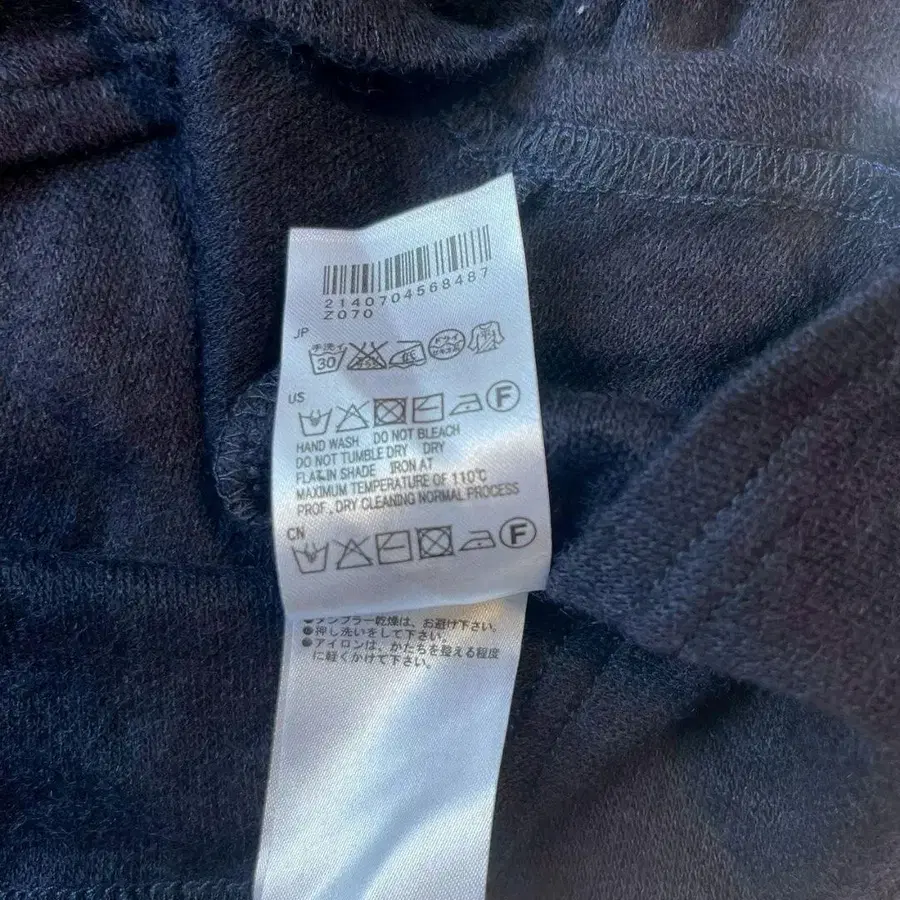 2140704568487
Z070
JP
手洗イ
30
ドライ
US
F
HAND WASH DO NOT BLEACH
DO NOT TUMBLE DRY DRY
FLAT IN SHADE IRON AT
MAXIMUM TEMPERATURE OF 110℃
PROF. DRY CLEANING NORMAL PROCESS
CN
F
●タンブラー乾燥は、お避け下さい。
●押し洗いをして下さい。
●アイロンは、かたちを整える程度
に軽くかけて下さい。